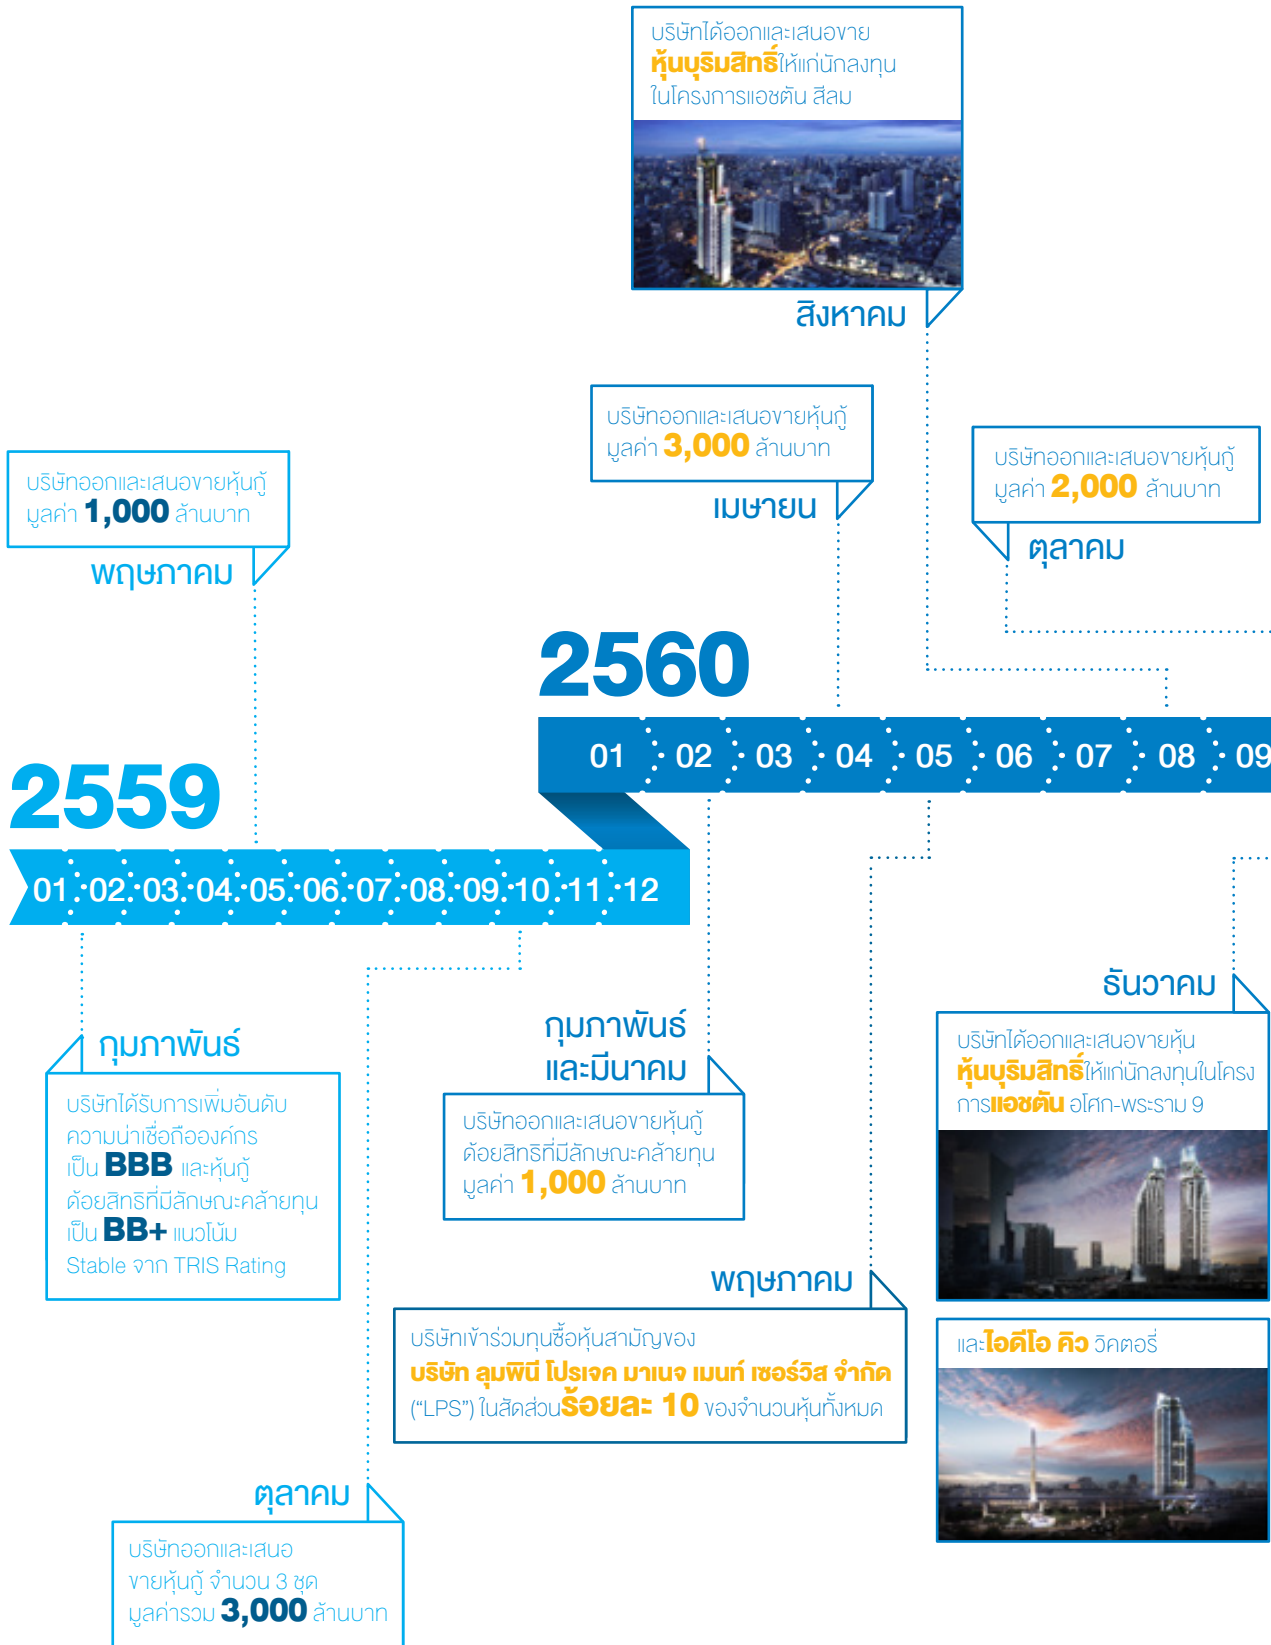 บริษัทได้ออกและเสนอขาย
หุ้นบุริมสิทธิ์ให้แก่นักลงทุน
ในโครงการแอชตัน สีลม
สิงหาคม
บริษัทออกและเสนอขายหุ้นกู้
มูลค่า 3,000 ล้านบาท
เมษายน
บริษัทออกและเสนอขายหุ้นกู้
มูลค่า 2,000 ล้านบาท
ตุลาคม
บริษัทออกและเสนอขายหุ้นกู้
มูลค่า 1,000 ล้านบาท
พฤษภาคม
2560
01 02 03 04 05 06 07 08 09
2559
01 02 03 04 05 06 07 08 09 10 11 12
กุมภาพันธ์
บริษัทได้รับการเพิ่มอันดับ
ความน่าเชื่อถือองค์กร
เป็น BBB และหุ้นกู้
ด้อยสิทธิที่มีลักษณะคล้ายทุน
เป็น BB+ แนวโน้ม
Stable จาก TRIS Rating
กุมภาพันธ์
และมีนาคม
บริษัทออกและเสนอขายหุ้นกู้
ด้อยสิทธิที่มีลักษณะคล้ายทุน
มูลค่า 1,000 ล้านบาท
ธันวาคม
บริษัทได้ออกและเสนอขายหุ้น
หุ้นบุริมสิทธิ์ให้แก่นักลงทุนในโครง
การแอชตัน อโศก-พระราม 9
และไอดีโอ คิว วิคตอรี่
พฤษภาคม
บริษัทเข้าร่วมทุนซื้อหุ้นสามัญของ
บริษัท ลุมพินี โปรเจค มาเนจ เมนท์ เซอร์วิส จำกัด
(“LPS”) ในสัดส่วนร้อยละ 10 ของจำนวนหุ้นทั้งหมด
ตุลาคม
บริษัทออกและเสนอ
ขายหุ้นกู้ จำนวน 3 ชุด
มูลค่ารวม 3,000 ล้านบาท